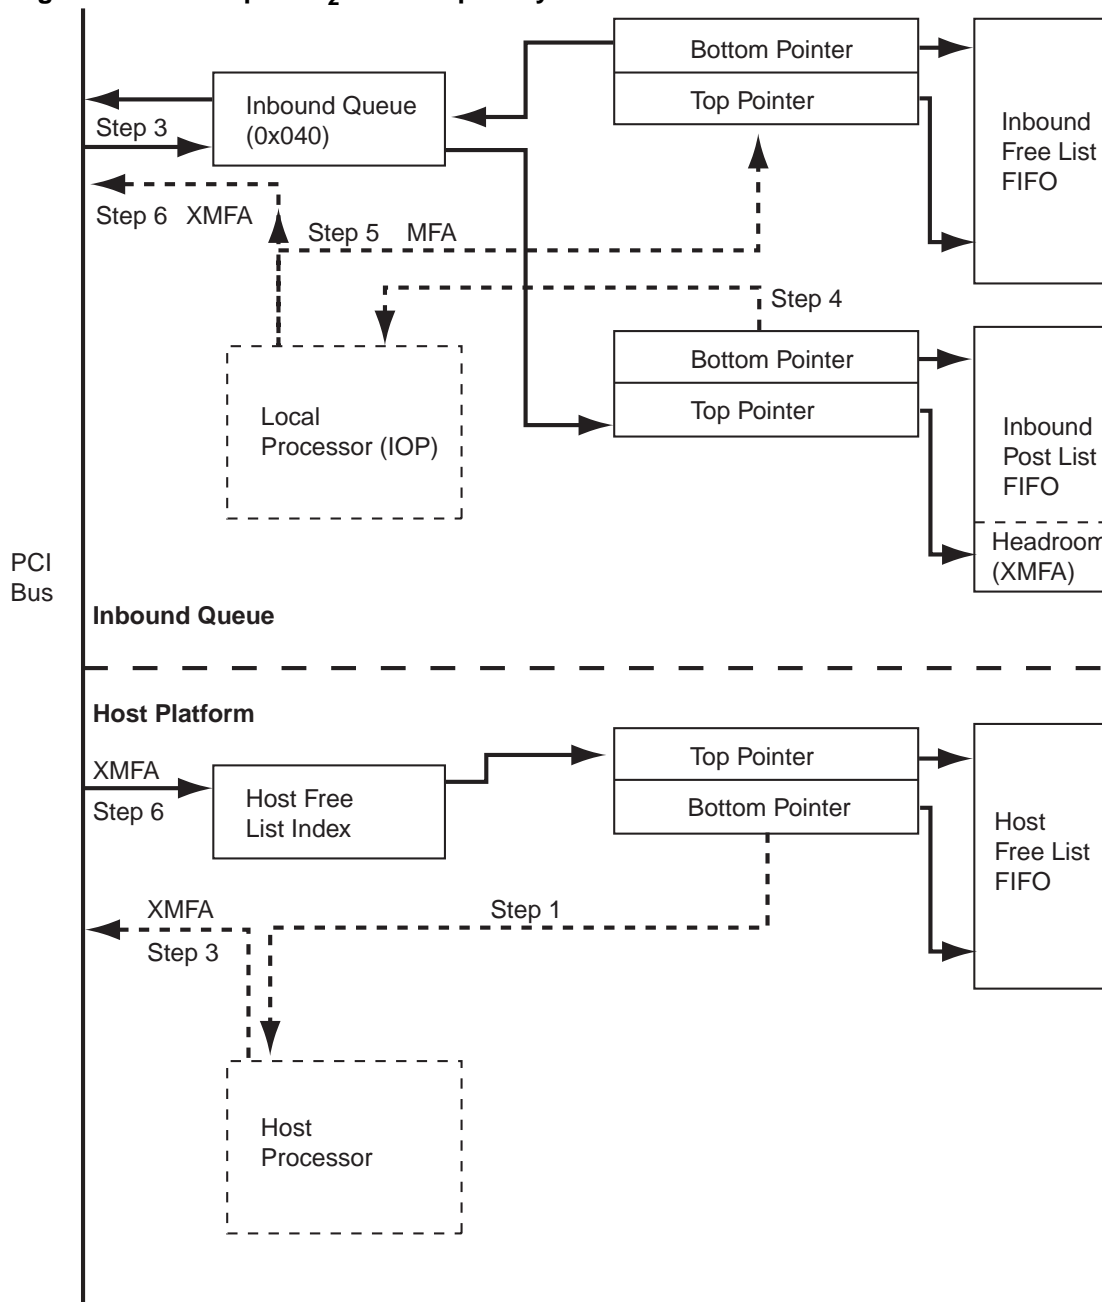 Bottom Pointer
Top Pointer
Inbound
Free List
FIFO
Inbound Queue
(0x040)
Step 3
Step 6 XMFA
Step 5 MFA
Step 4
Bottom Pointer
Top Pointer
Inbound
Post List
FIFO
Headroom
(XMFA)
Local
Processor (IOP)
PCI
Bus
Inbound Queue
Host Platform
XMFA
Step 6
Host Free
List Index
Top Pointer
Bottom Pointer
Host
Free List
FIFO
XMFA
Step 3
Step 1
Host
Processor